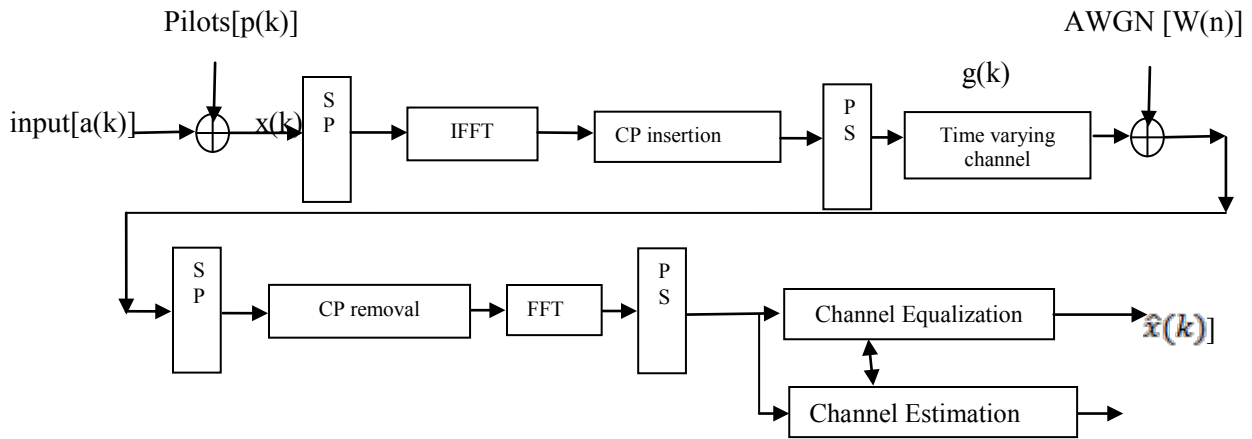 Pilots[p(k)]
AWGN [W(n)]
g(k)
input[a(k)]
x(k)
S
P
IFFT
CP insertion
P
S
Time varying
channel
S
P
CP removal
FFT
P
S
Channel Equalization
x̂(k)]
Channel Estimation